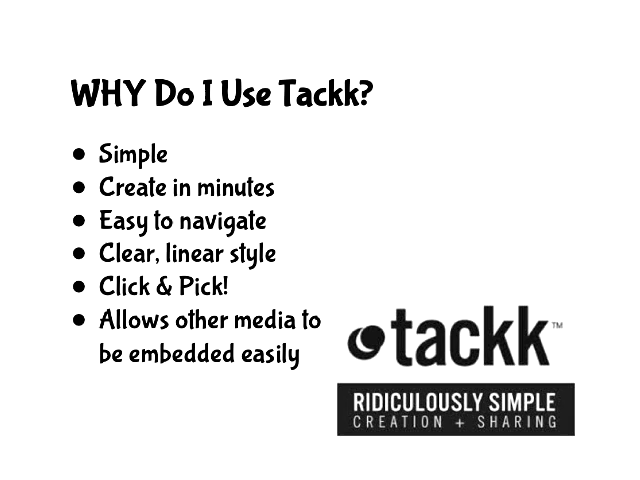 WHY Do I Use Tackk?
● Simple
● Create in minutes
● Easy to navigate
● Clear, linear style
● Click & Pick!
● Allows other media to
be embedded easily
tackk™
RIDICULOUSLY SIMPLE
CREATION + SHARING